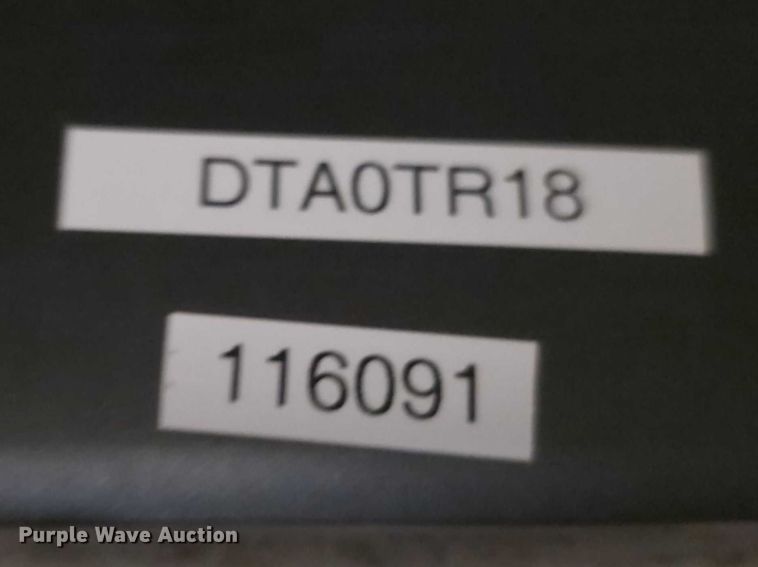 DTA0TR18
116091
Purple Wave Auction